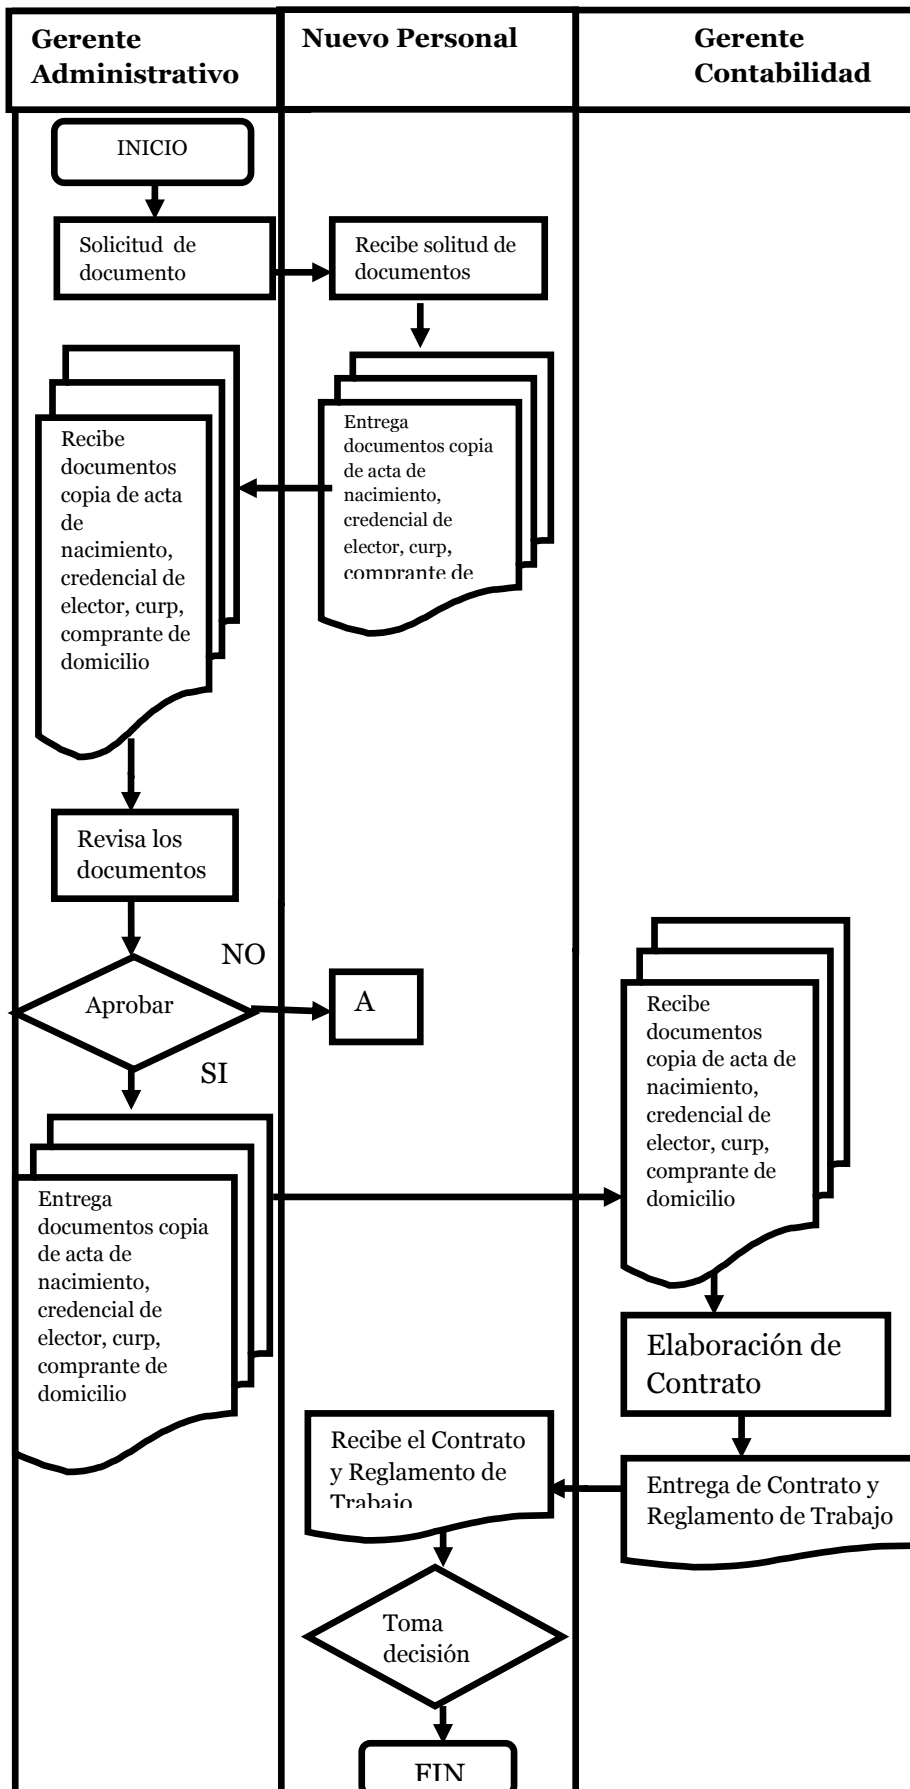 Gerente
Administrativo
Nuevo Personal
Gerente
Contabilidad
INICIO
Solicitud de
documento
Recibe solitud de
documentos
Entrega
documentos copia
de acta de
nacimiento,
credencial de
elector, curp,
comprante de
Recibe
documentos
copia de acta
de
nacimiento,
credencial de
elector, curp,
comprante de
domicilio
Revisa los
documentos
Aprobar
NO
A
SI
Entrega
documentos copia
de acta de
nacimiento,
credencial de
elector, curp,
comprante de
domicilio
Recibe
documentos
copia de acta de
nacimiento,
credencial de
elector, curp,
comprante de
domicilio
Elaboración de
Contrato
Entrega de Contrato y
Reglamento de Trabajo
Recibe el Contrato
y Reglamento de
Trabajo
Toma
decisión
FIN